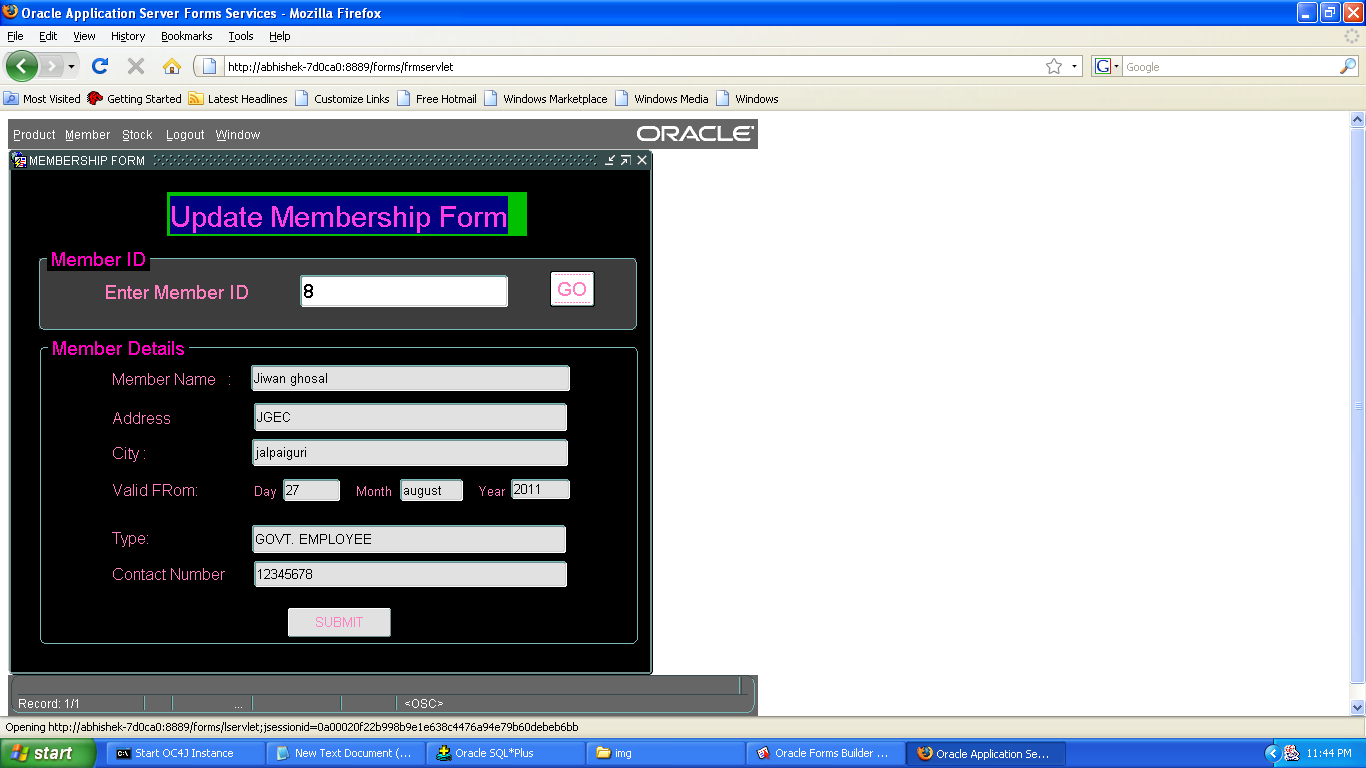 Oracle Application Server Forms Services - Mozilla Firefox
File Edit View History Bookmarks Tools Help
http://abhishek-7d0ca0:8889/forms/frmservlet
G Google
Most Visited Getting Started Latest Headlines Customize Links Free Hotmail Windows Marketplace Windows Media Windows
Product Member Stock Logout Window ORACLE
MEMBERSHIP FORM
Update Membership Form
Member ID
Enter Member ID 8 GO
Member Details
Member Name : Jiwan ghosal
Address JGEC
City : jalpaiguri
Valid FRom: Day 27 Month august Year 2011
Type: GOVT. EMPLOYEE
Contact Number 12345678
SUBMIT
Record: 1/1 ... <OSC>
Opening http://abhishek-7d0ca0:8889/forms/lservlet;jsessionid=0a00020f22b998b9e1e638c4476a94e79b60debeb6bb
start Start OC4J Instance New Text Document (... Oracle SQL*Plus img Oracle Forms Builder ... Oracle Application Se... 11:44 PM